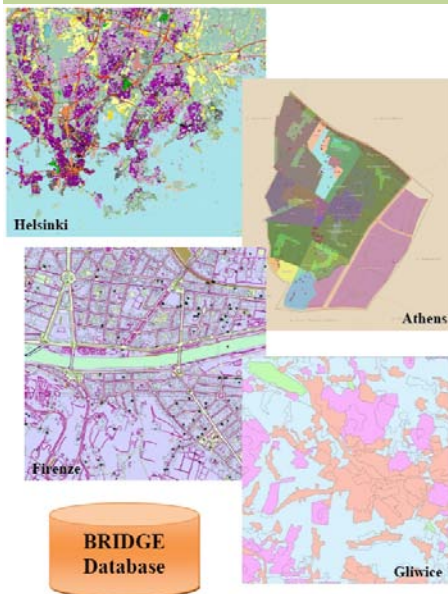 Helsinki
Athens
Firenze
Gliwice
BRIDGE
Database